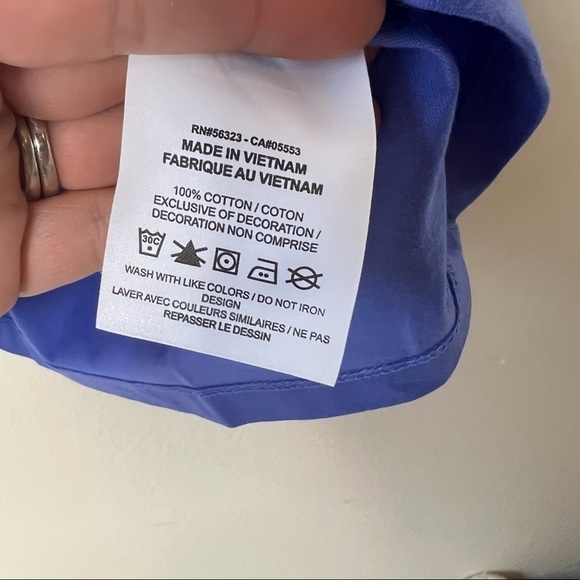 RN#56323 - CA#05553
MADE IN VIETNAM
FABRIQUE AU VIETNAM
100% COTTON / COTON
EXCLUSIVE OF DECORATION /
DECORATION NON COMPRISE
30C
WASH WITH LIKE COLORS / DO NOT IRON
DESIGN
LAVER AVEC COULEURS SIMILAIRES / NE PAS
REPASSER LE DESSIN